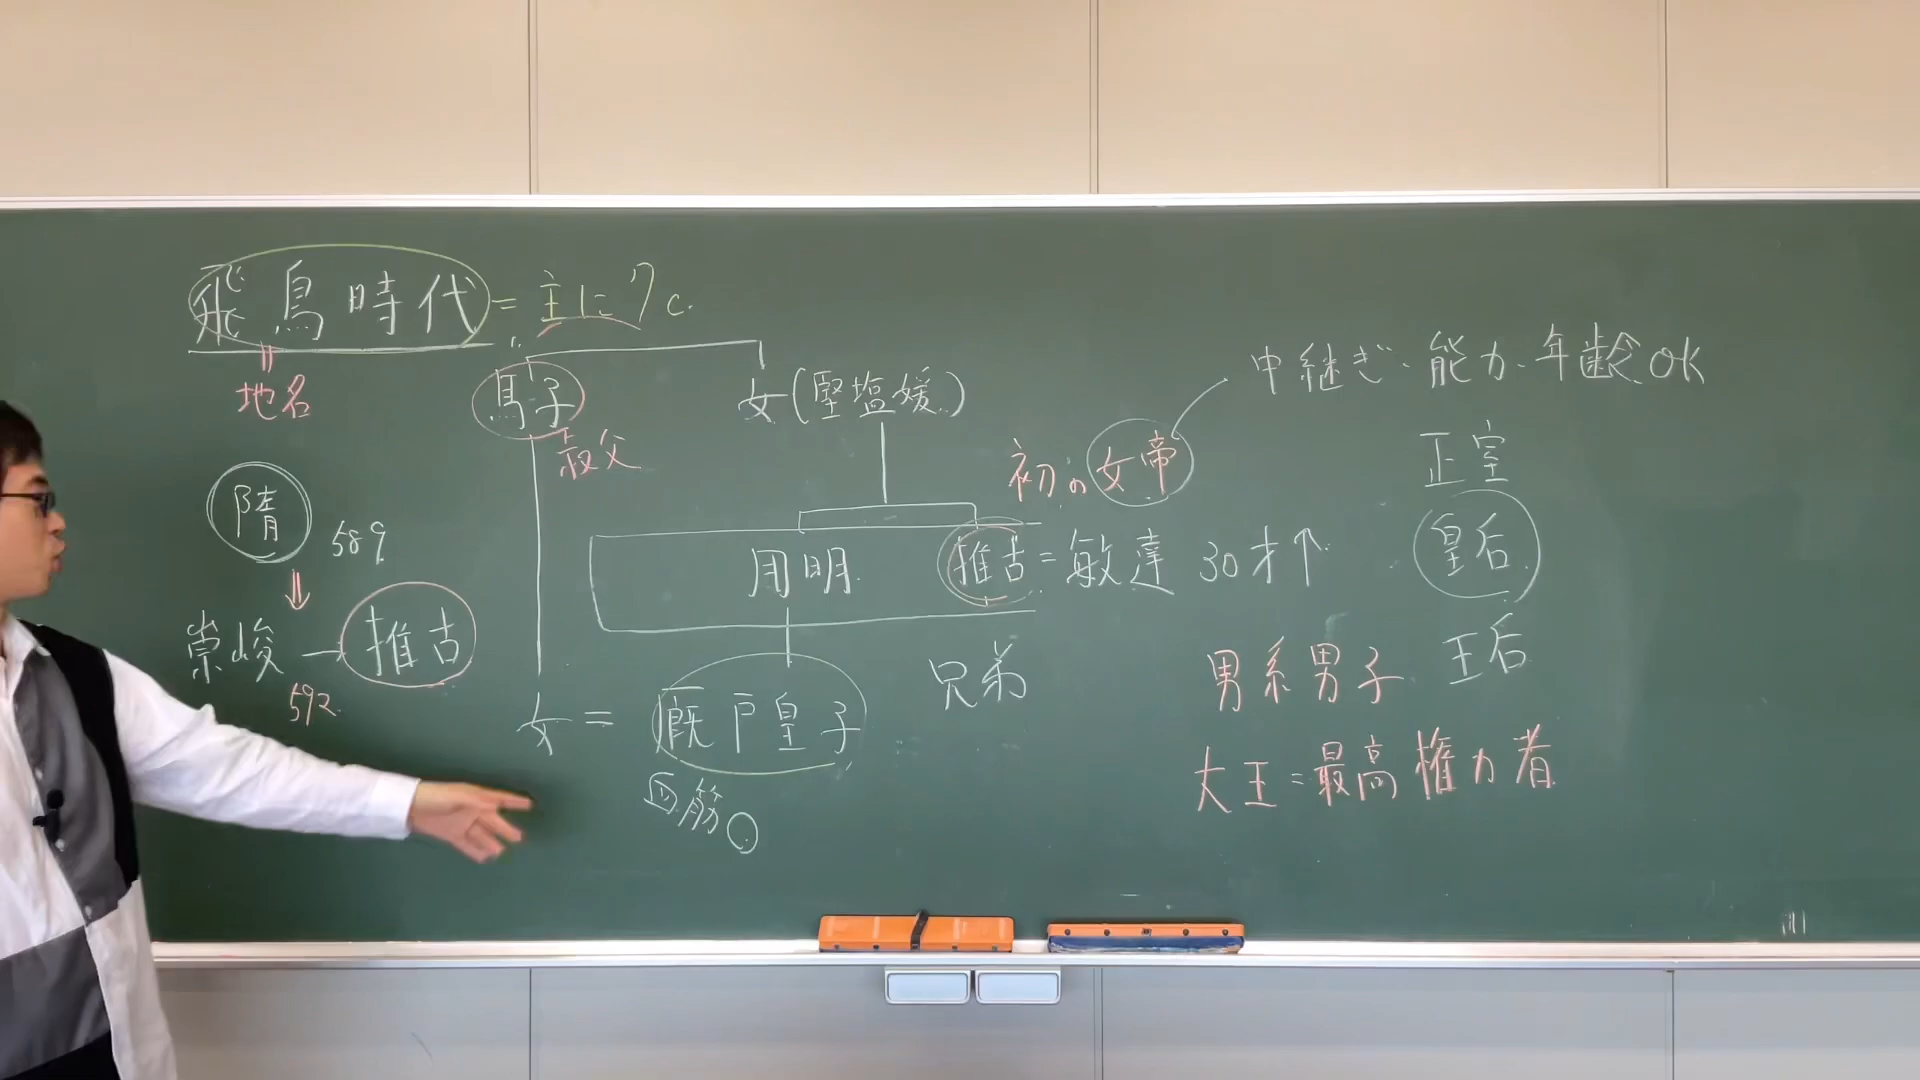 飛鳥時代=主に7c.
地名
隋 589
崇峻→推古
592
馬子 女(堅塩媛)
叔父
用明 推古=敏達 30才↑
女=厩戸皇子
血筋○
兄弟
初の女帝
中継ぎ・能力・年齢OK
正室
皇后
王后
男系男子
大王=最高権力者